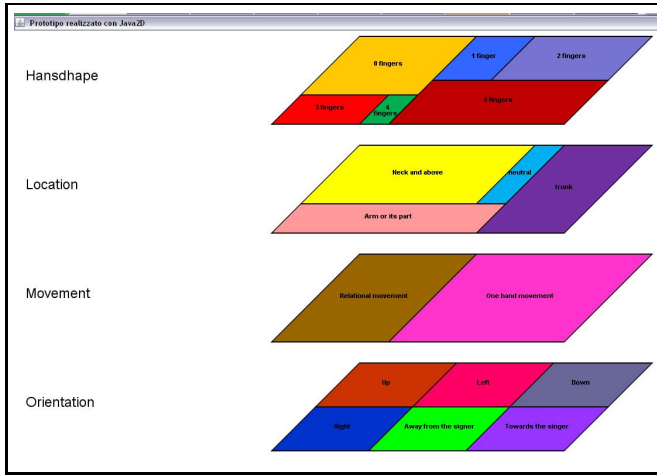 Prototipo realizzato con Java2D
Hansdhape
0 fingers
1 finger
2 fingers
3 fingers
4
fingers
5 fingers
Location
Neck and above
neutral
trunk
Arm or its part
Movement
Relational movement
One hand movement
Orientation
Up
Left
Down
Right
Away from the signer
Towards the singer